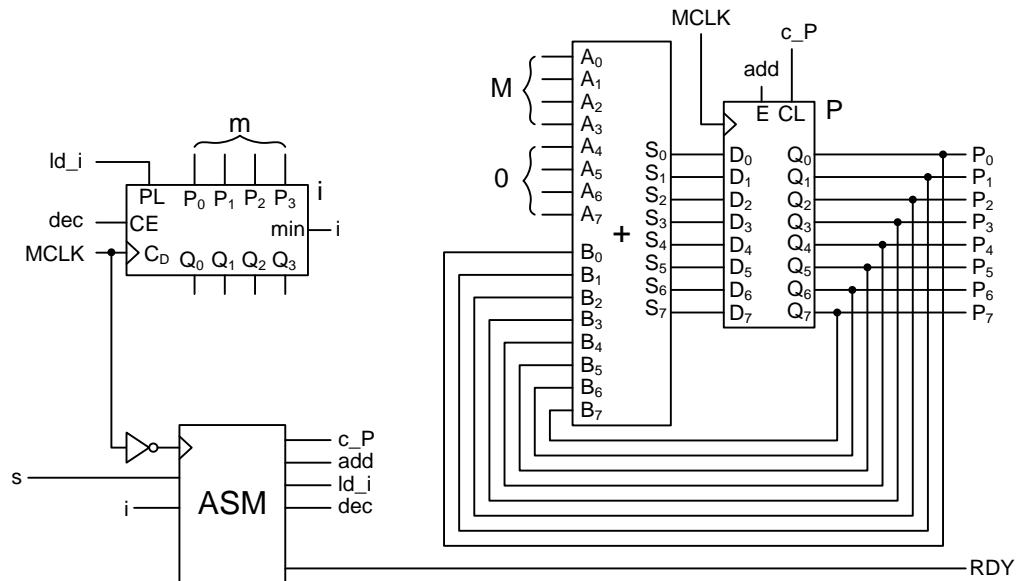 MCLK
c_P
add
E CL P
M
A0
A1
A2
A3
0
A4
A5
A6
A7
+
B0
B1
B2
B3
B4
B5
B6
B7
S0
S1
S2
S3
S4
S5
S6
S7
D0
D1
D2
D3
D4
D5
D6
D7
Q0
Q1
Q2
Q3
Q4
Q5
Q6
Q7
P0
P1
P2
P3
P4
P5
P6
P7
m
ld_i
PL P0 P1 P2 P3 i
dec CE
min i
MCLK CD Q0 Q1 Q2 Q3
s
i
ASM
c_P
add
ld_i
dec
RDY